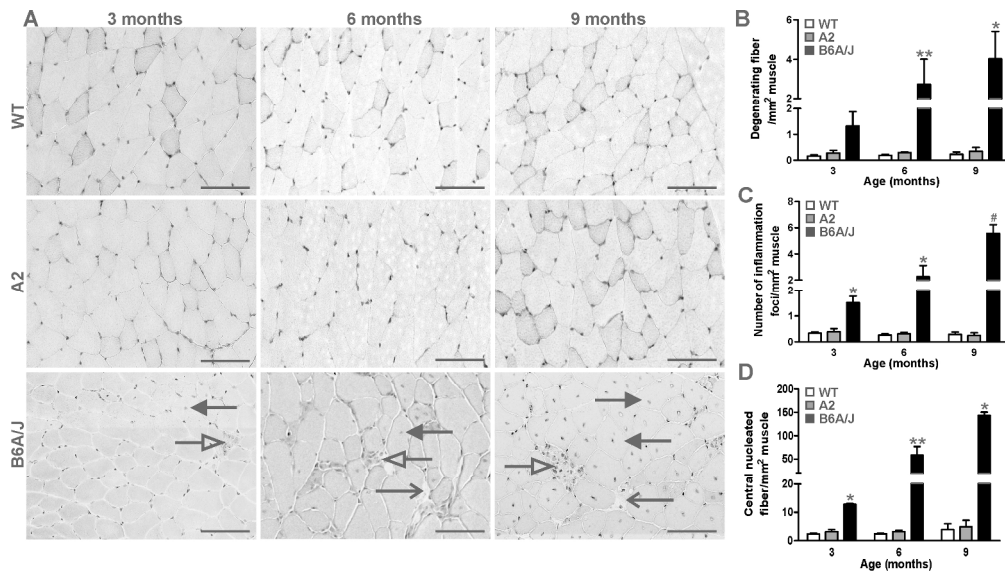 A
3 months 6 months 9 months
WT
A2
B6A/J
B
WT
A2
B6A/J
Degenerating fiber
/mm² muscle
6
4
2
2
1
0
**
*
3 6 9
Age (months)
C
WT
A2
B6A/J
Number of inflammation
foci/mm² muscle
8
6
4
2
2
1
0
*
*
#
3 6 9
Age (months)
D
WT
A2
B6A/J
Central nucleated
fiber/mm² muscle
200
150
100
50
20
10
0
*
**
*
3 6 9
Age (months)